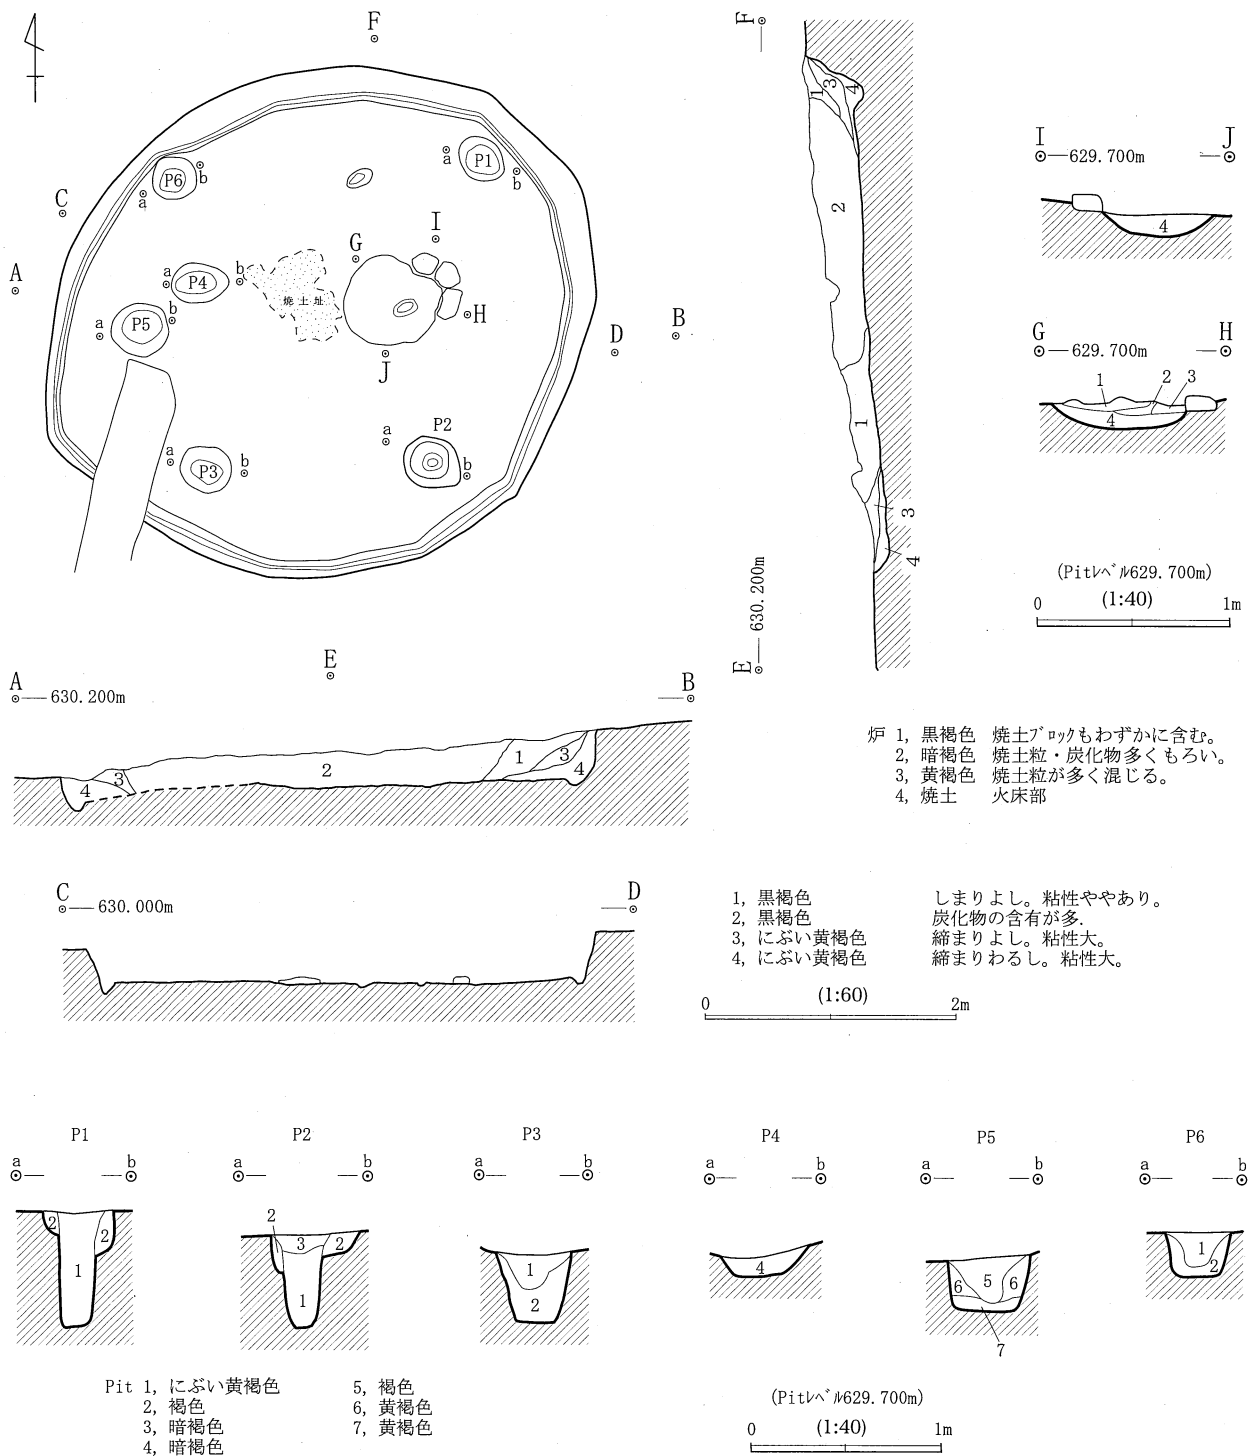 F
P1
a
b
P6
a
b
C
I
G
A
a
P4
b
焼土址
H
B
P5
a
b
D
J
P2
a
b
P3
a
b
E
F
1
3
4
2
1
3
4
E
630.200m
I
629.700m
J
4
G
629.700m
H
1
2
3
4
(Pitﾚﾍﾞﾙ629.700m)
(1:40)
0
1m
A
630.200m
B
3
4
2
1
3
4
炉 1, 黒褐色 焼土ﾌﾞﾛｯｸもわずかに含む。
2, 暗褐色 焼土粒・炭化物多くもろい。
3, 黄褐色 焼土粒が多く混じる。
4, 焼土 火床部
C
630.000m
D
1, 黒褐色 しまりよし。粘性ややあり。
2, 黒褐色 炭化物の含有が多.
3, にぶい黄褐色 締まりよし。粘性大。
4, にぶい黄褐色 締まりわるし。粘性大。
(1:60)
0
2m
P1
a
b
2
2
1
P2
a
b
2
3
2
1
P3
a
b
1
2
P4
a
b
4
P5
a
b
6
5
6
7
P6
a
b
1
2
Pit 1, にぶい黄褐色
2, 褐色
3, 暗褐色
4, 暗褐色
5, 褐色
6, 黄褐色
7, 黄褐色
(Pitﾚﾍﾞﾙ629.700m)
(1:40)
0
1m